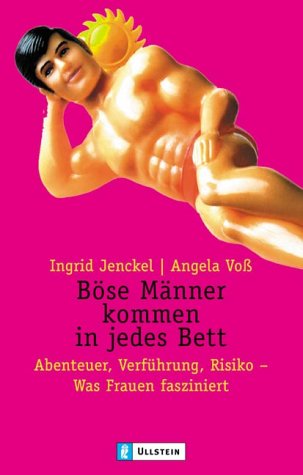 Ingrid Jenckel | Angela Voß
Böse Männer
kommen
in jedes Bett
Abenteuer, Verführung, Risiko –
Was Frauen fasziniert
ULLSTEIN